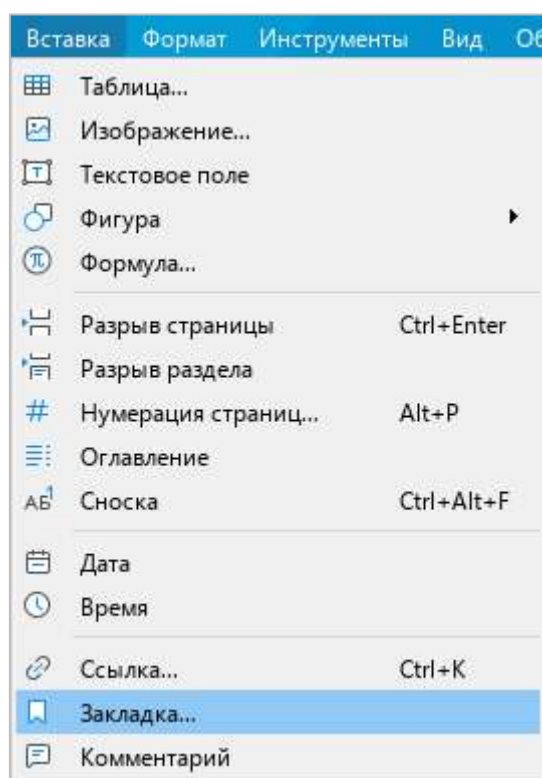 Вставка Формат Инструменты Вид Об
Таблица...
Изображение...
Текстовое поле
Фигура
Формула...
Разрыв страницы Ctrl+Enter
Разрыв раздела
Нумерация страниц... Alt+P
Оглавление
Сноска Ctrl+Alt+F
Дата
Время
Ссылка... Ctrl+K
Закладка...
Комментарий